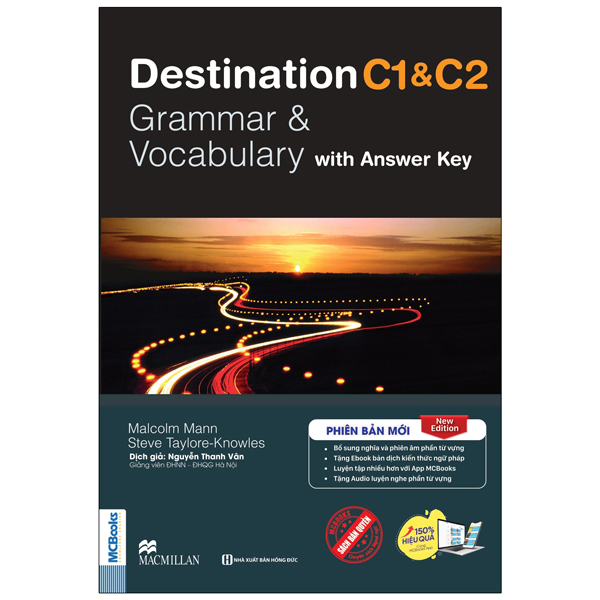 Destination C1&C2
Grammar &
Vocabulary with Answer Key
Malcolm Mann
Steve Taylore-Knowles
Dịch giả: Nguyễn Thanh Vân
Giảng viên ĐHNN - ĐHQG Hà Nội
PHIÊN BẢN MỚI
New
Edition
• Bổ sung nghĩa và phiên âm phần từ vựng
• Tặng Ebook bản dịch kiến thức ngữ pháp
• Luyện tập nhiều hơn với App MCBooks
• Tặng Audio luyện nghe phần từ vựng
MCBooks
MACMILLAN
NHÀ XUẤT BẢN HỒNG ĐỨC
MCBOOKS
SÁCH BẢN QUYỀN
150%
HIỆU QUẢ